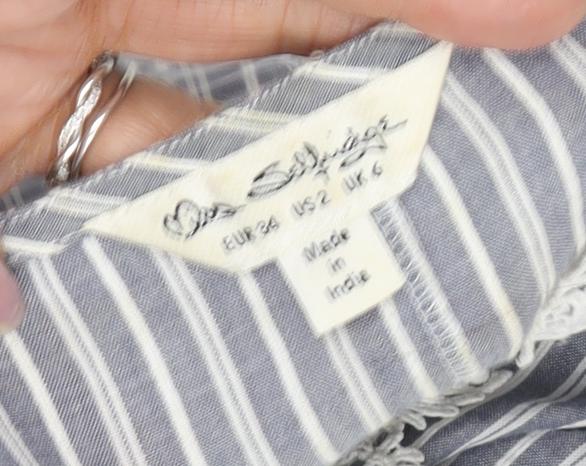 Miss Selfridge
EUR 34 US 2 UK 6
Made
in
India